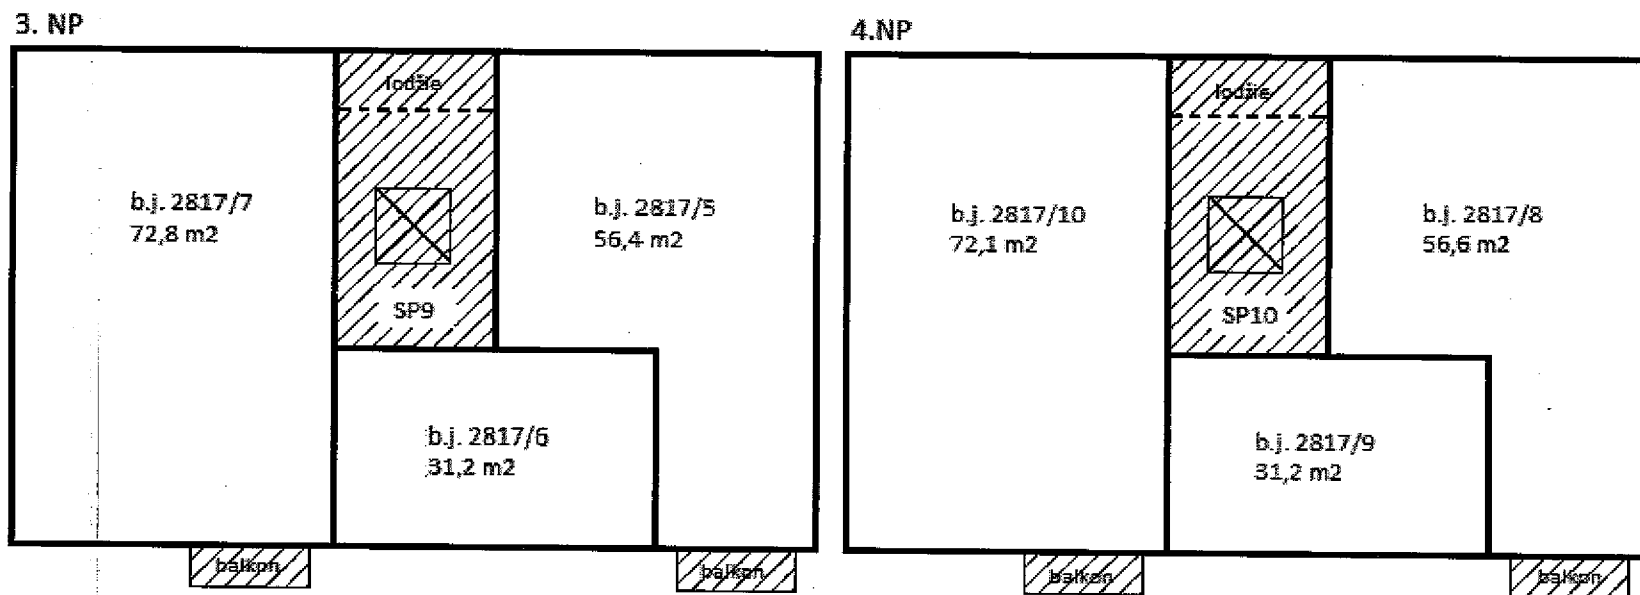 3. NP
lodžie
b.j. 2817/7
72,8 m2
b.j. 2817/5
56,4 m2
SP9
b.j. 2817/6
31,2 m2
balkon
balkon
4.NP
lodžie
b.j. 2817/10
72,1 m2
b.j. 2817/8
56,6 m2
SP10
b.j. 2817/9
31,2 m2
balkon
balkon